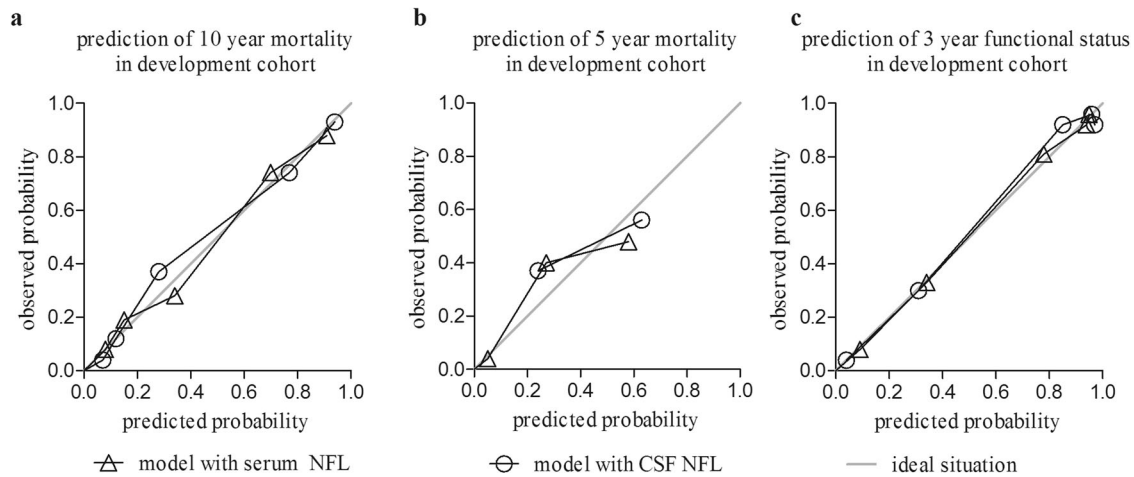 a
prediction of 10 year mortality
in development cohort
observed probability
1.0
0.8
0.6
0.4
0.2
0.0
0.0 0.2 0.4 0.6 0.8 1.0
predicted probability
b
prediction of 5 year mortality
in development cohort
observed probability
1.0
0.8
0.6
0.4
0.2
0.0
0.0 0.2 0.4 0.6 0.8 1.0
predicted probability
c
prediction of 3 year functional status
in development cohort
observed probability
1.0
0.8
0.6
0.4
0.2
0.0
0.0 0.2 0.4 0.6 0.8 1.0
predicted probability
model with serum NFL
model with CSF NFL
ideal situation